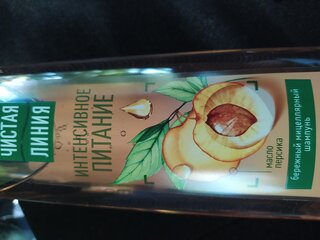 ЧИСТАЯ
ЛИНИЯ
ИНТЕНСИВНОЕ
ПИТАНИЕ
масло
персика
бережный мицеллярный
шампунь